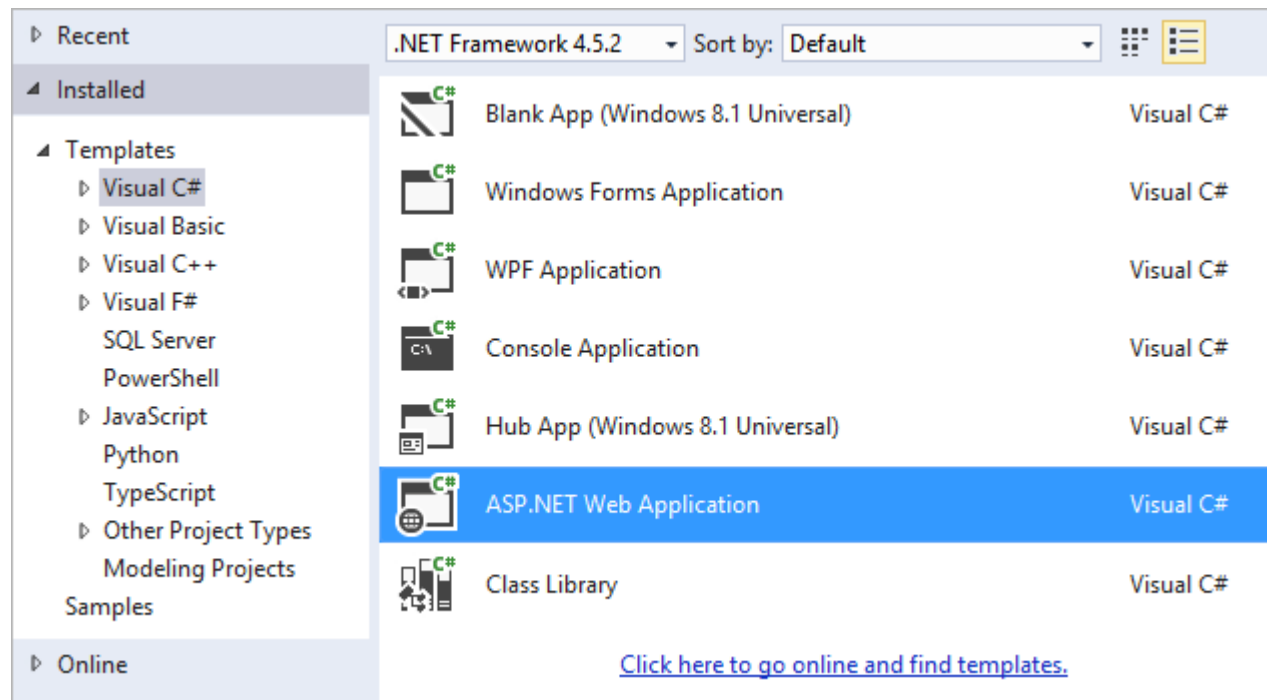 Recent
Installed
Templates
Visual C#
Visual Basic
Visual C++
Visual F#
SQL Server
PowerShell
JavaScript
Python
TypeScript
Other Project Types
Modeling Projects
Samples
Online
.NET Framework 4.5.2 Sort by: Default
C#
Blank App (Windows 8.1 Universal) Visual C#
C#
Windows Forms Application Visual C#
C#
WPF Application Visual C#
C#
C:\
Console Application Visual C#
C#
Hub App (Windows 8.1 Universal) Visual C#
C#
ASP.NET Web Application Visual C#
C#
Class Library Visual C#
Click here to go online and find templates.